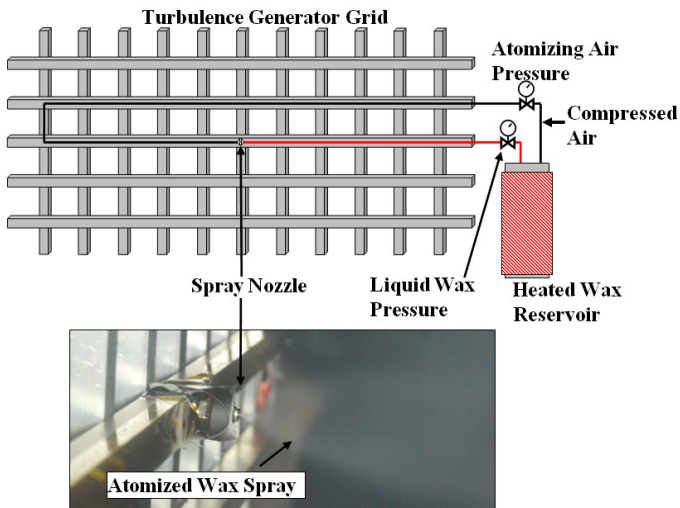 Turbulence Generator Grid
Atomizing Air
Pressure
Compressed
Air
Spray Nozzle
Liquid Wax
Pressure
Heated Wax
Reservoir
Atomized Wax Spray